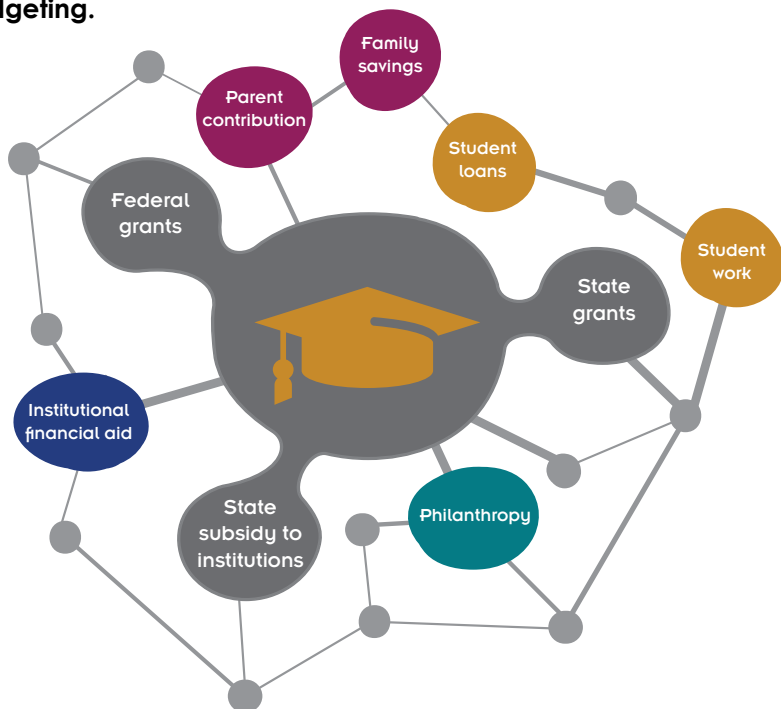 dgeting.
Family
savings
Parent
contribution
Student
loans
Federal
grants
Student
work
State
grants
Institutional
financial aid
State
subsidy to
institutions
Philanthropy